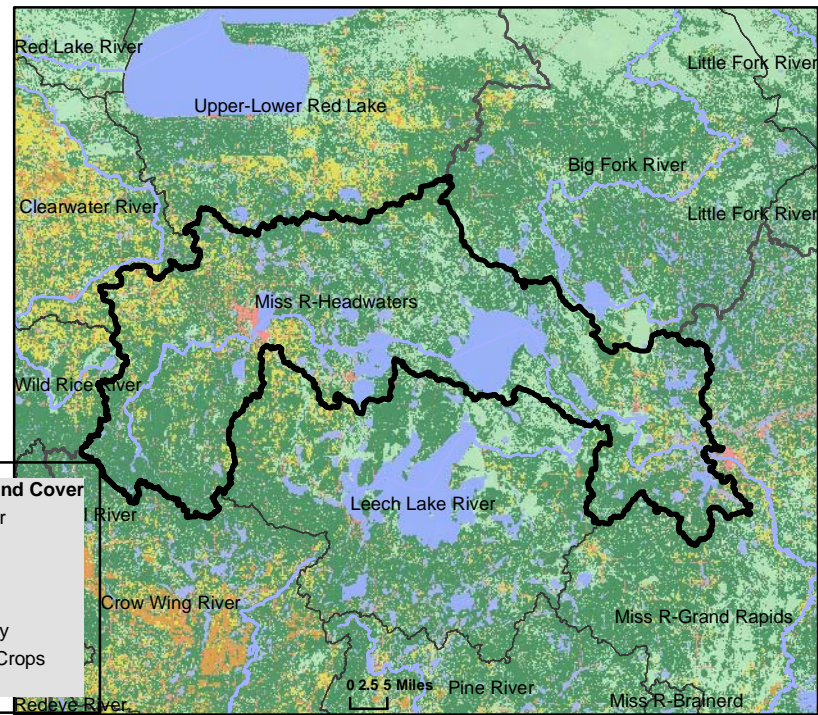 Red Lake River
Little Fork River
Upper-Lower Red Lake
Big Fork River
Clearwater River
Little Fork River
Miss R-Headwaters
Wild Rice River
nd Cover
r
Leech Lake River
l River
Crow Wing River
Miss R-Grand Rapids
y
Crops
0 2.5 5 Miles
Pine River
Miss R-Brainerd
Redeye River